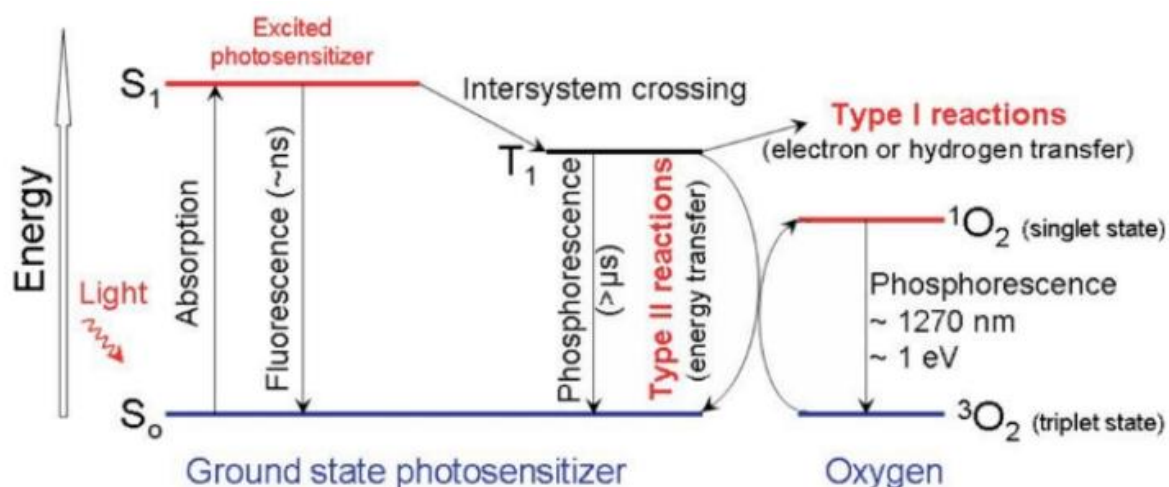 Energy
Light
Excited
photosensitizer
S₁
Absorption
Fluorescence (~ns)
Intersystem crossing
T₁
Phosphorescence
(>µs)
Type II reactions
(energy transfer)
Type I reactions
(electron or hydrogen transfer)
¹O₂ (singlet state)
Phosphorescence
~ 1270 nm
~ 1 eV
Sₒ
³O₂ (triplet state)
Ground state photosensitizer
Oxygen